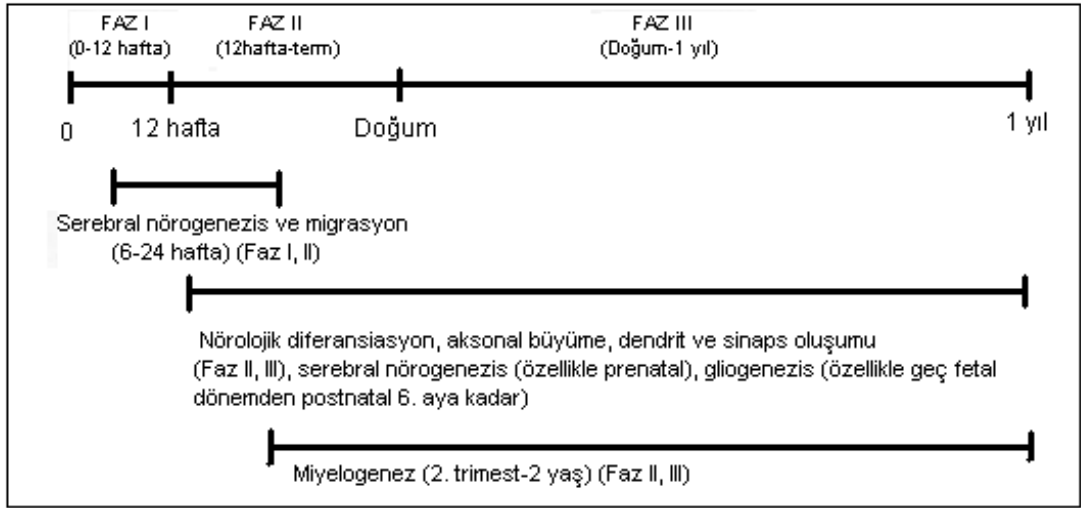 FAZ I
(0-12 hafta)
FAZ II
(12hafta-term)
FAZ III
(Doğum-1 yıl)
0
12 hafta
Doğum
1 yıl
Serebral nörogenezis ve migrasyon
(6-24 hafta) (Faz I, II)
Nörolojik diferansiasyon, aksonal büyüme, dendrit ve sinaps oluşumu
(Faz II, III), serebral nörogenezis (özellikle prenatal), gliogenezis (özellikle geç fetal
dönemden postnatal 6. aya kadar)
Miyelogenez (2. trimest-2 yaş) (Faz II, III)